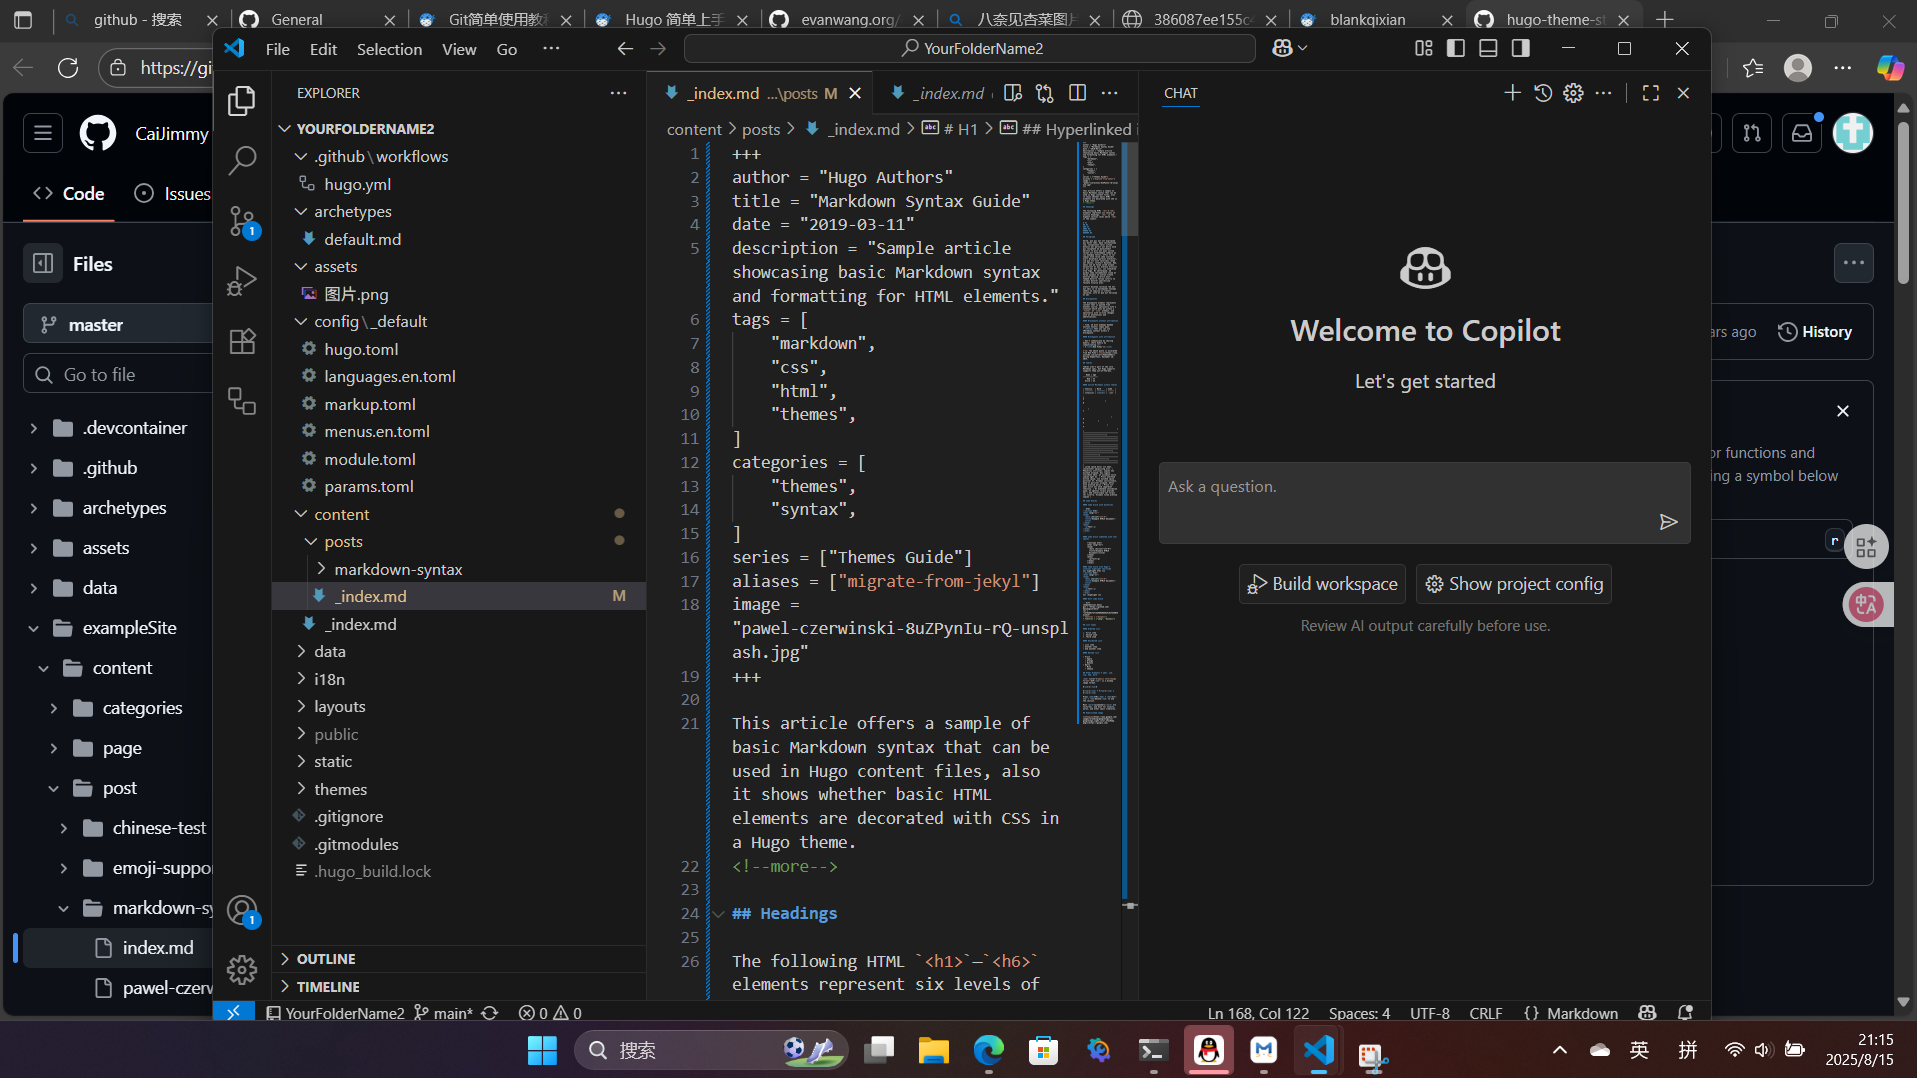 github - 搜索
General
Git简单使用教
Hugo 简单上手
evanwang.org/
八奈见杏菜图片
386087ee155c4
blankqixian
hugo-theme-st
https://gi
File Edit Selection View Go
YourFolderName2
CaiJimmy
Code
Issues
Files
master
Go to file
.devcontainer
.github
archetypes
assets
data
exampleSite
content
categories
page
post
chinese-test
emoji-suppo
markdown-sy
index.md
pawel-czerw
EXPLORER
YOURFOLDERNAME2
.github\workflows
hugo.yml
archetypes
default.md
assets
图片.png
config\_default
hugo.toml
languages.en.toml
markup.toml
menus.en.toml
module.toml
params.toml
content
posts
markdown-syntax
_index.md M
_index.md
data
i18n
layouts
public
static
themes
.gitignore
.gitmodules
.hugo_build.lock
OUTLINE
TIMELINE
1
1
_index.md ...\posts M
_index.md
content > posts > _index.md > # H1 > ## Hyperlinked i
1 +++
2 author = "Hugo Authors"
3 title = "Markdown Syntax Guide"
4 date = "2019-03-11"
5 description = "Sample article
showcasing basic Markdown syntax
and formatting for HTML elements."
6 tags = [
7 "markdown",
8 "css",
9 "html",
10 "themes",
11 ]
12 categories = [
13 "themes",
14 "syntax",
15 ]
16 series = ["Themes Guide"]
17 aliases = ["migrate-from-jekyl"]
18 image =
"pawel-czerwinski-8uZPynIu-rQ-unspl
ash.jpg"
19 +++
20
21 This article offers a sample of
basic Markdown syntax that can be
used in Hugo content files, also
it shows whether basic HTML
elements are decorated with CSS in
a Hugo theme.
22 <!--more-->
23
24 ## Headings
25
26 The following HTML `<h1>`—`<h6>`
elements represent six levels of
CHAT
Welcome to Copilot
Let's get started
Ask a question.
Build workspace
Show project config
Review AI output carefully before use.
ars ago
History
or functions and
ing a symbol below
r
YourFolderName2
main*
0 0
Ln 168, Col 122
Spaces: 4
UTF-8
CRLF
{} Markdown
搜索
英
拼
21:15
2025/8/15